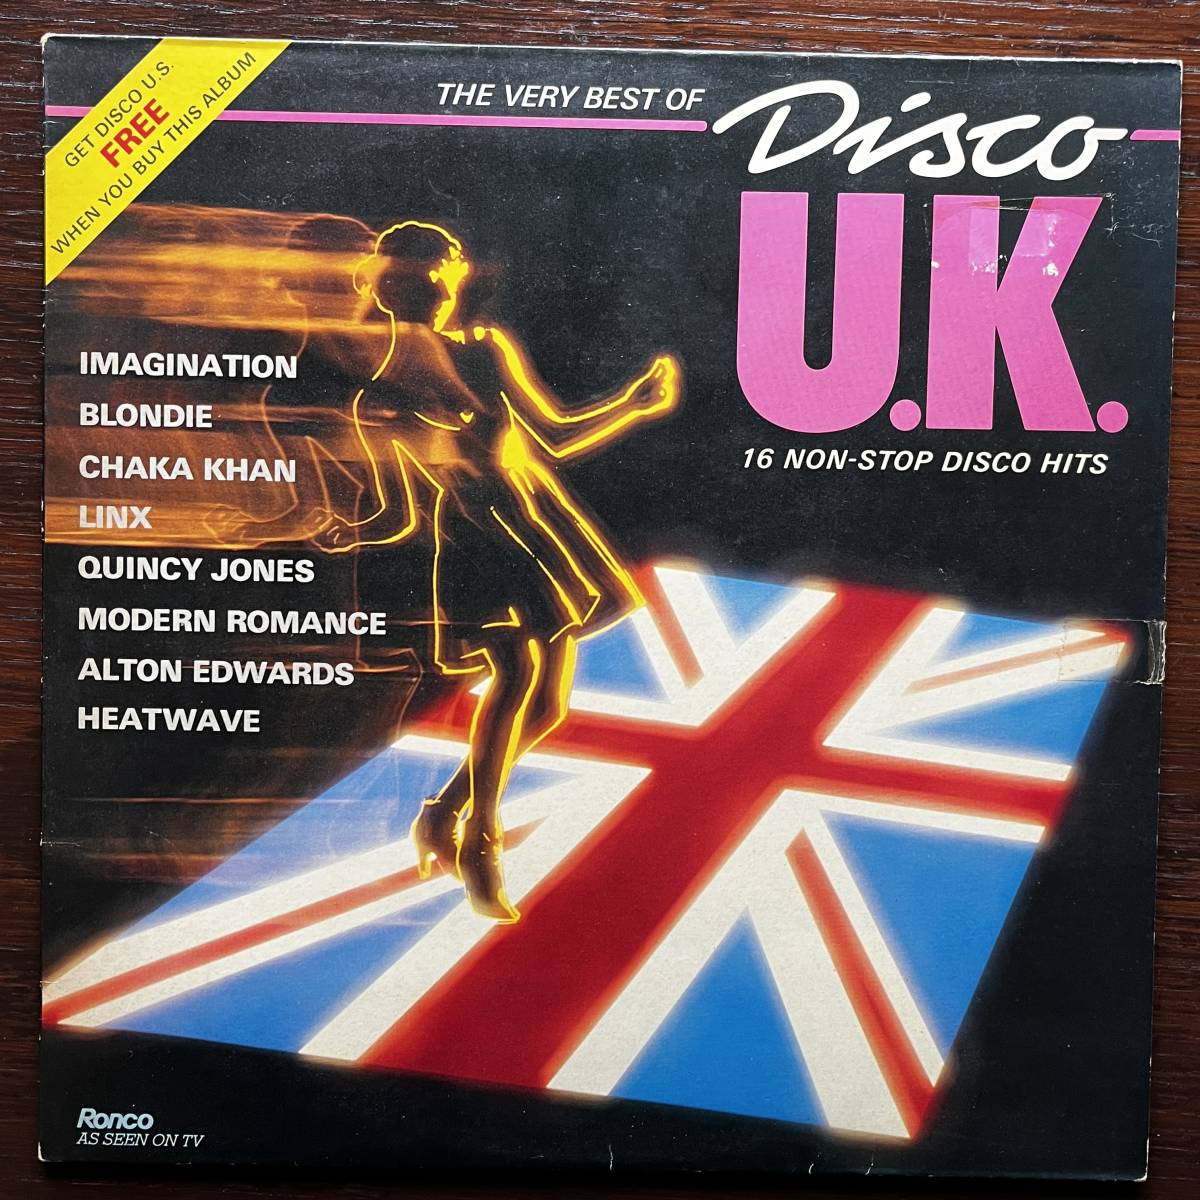 GET DISCO U.S.
FREE
WHEN YOU BUY THIS ALBUM
THE VERY BEST OF
Disco
U.K.
16 NON-STOP DISCO HITS
IMAGINATION
BLONDIE
CHAKA KHAN
LINX
QUINCY JONES
MODERN ROMANCE
ALTON EDWARDS
HEATWAVE
Ronco
AS SEEN ON TV